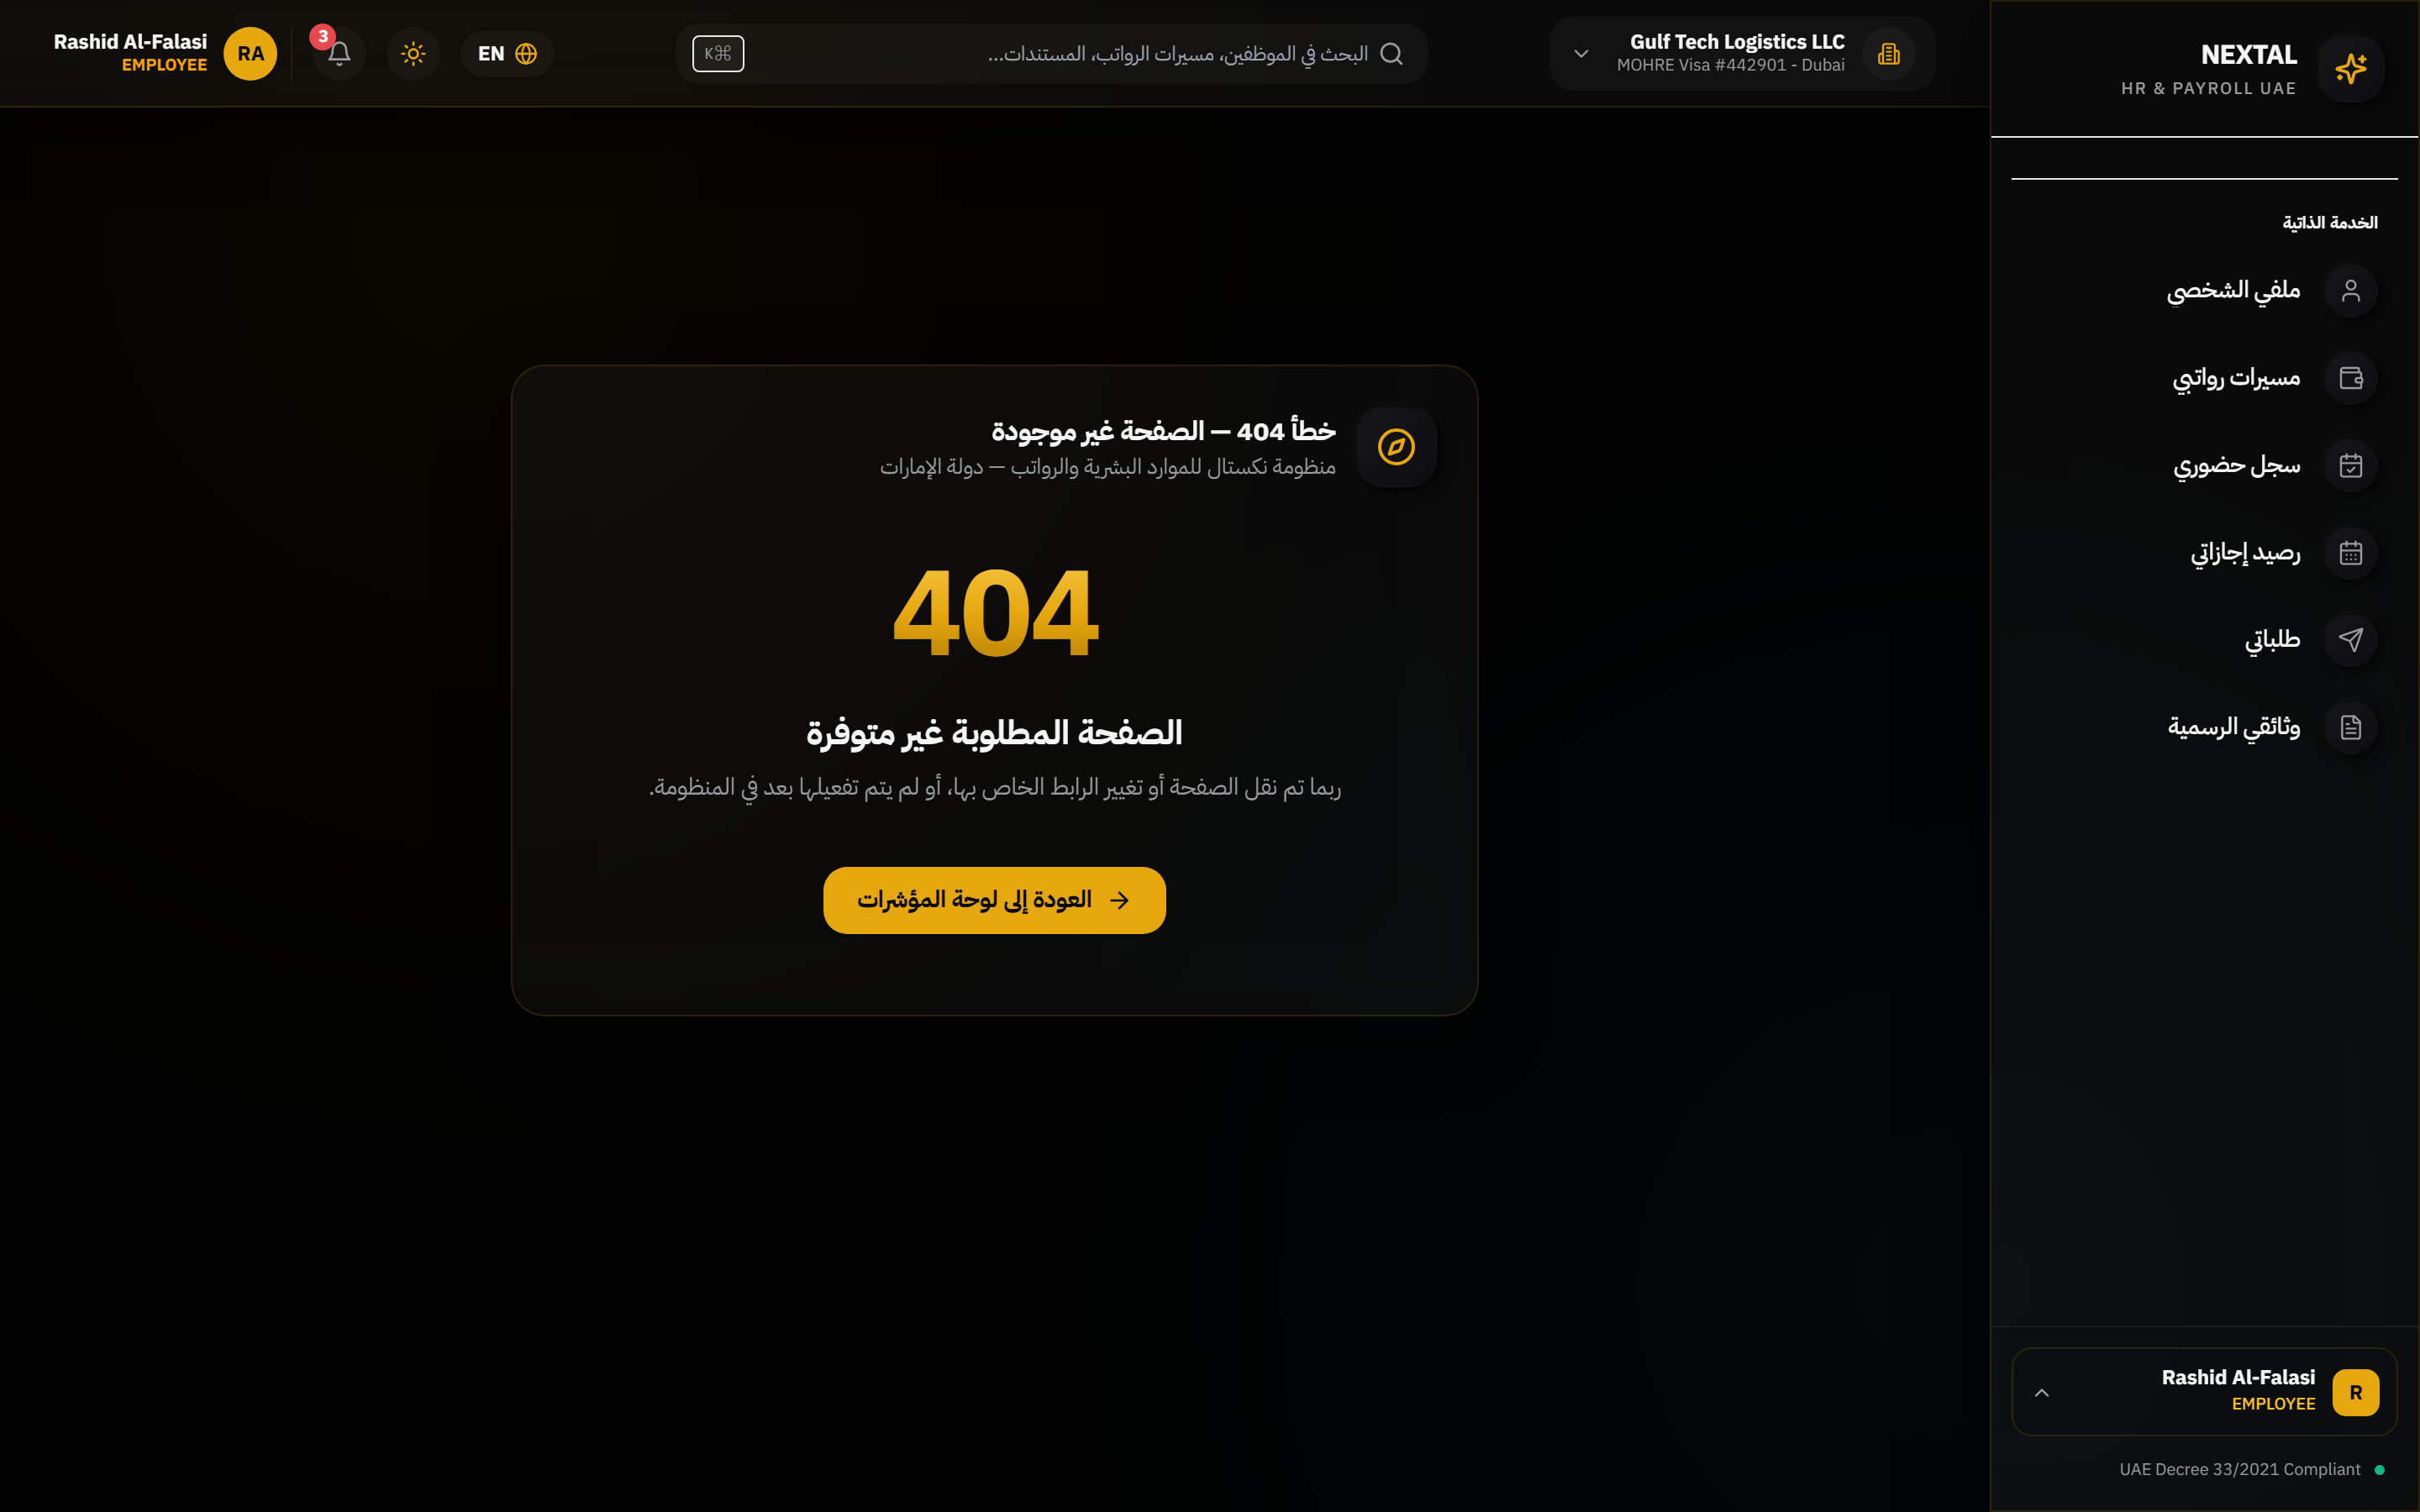 NEXTAL
HR & PAYROLL UAE
Gulf Tech Logistics LLC
MOHRE Visa #442901 - Dubai
البحث في الموظفين، مسيرات الرواتب، المستندات...
⌘K
EN
3
RA
Rashid Al-Falasi
EMPLOYEE
الخدمة الذاتية
ملفي الشخصي
مسيرات رواتبي
سجل حضوري
رصيد إجازاتي
طلباتي
وثائقي الرسمية
خطأ 404 — الصفحة غير موجودة
منظومة نكستال للموارد البشرية والرواتب — دولة الإمارات
404
الصفحة المطلوبة غير متوفرة
ربما تم نقل الصفحة أو تغيير الرابط الخاص بها، أو لم يتم تفعيلها بعد في المنظومة.
العودة إلى لوحة المؤشرات
R
Rashid Al-Falasi
EMPLOYEE
UAE Decree 33/2021 Compliant